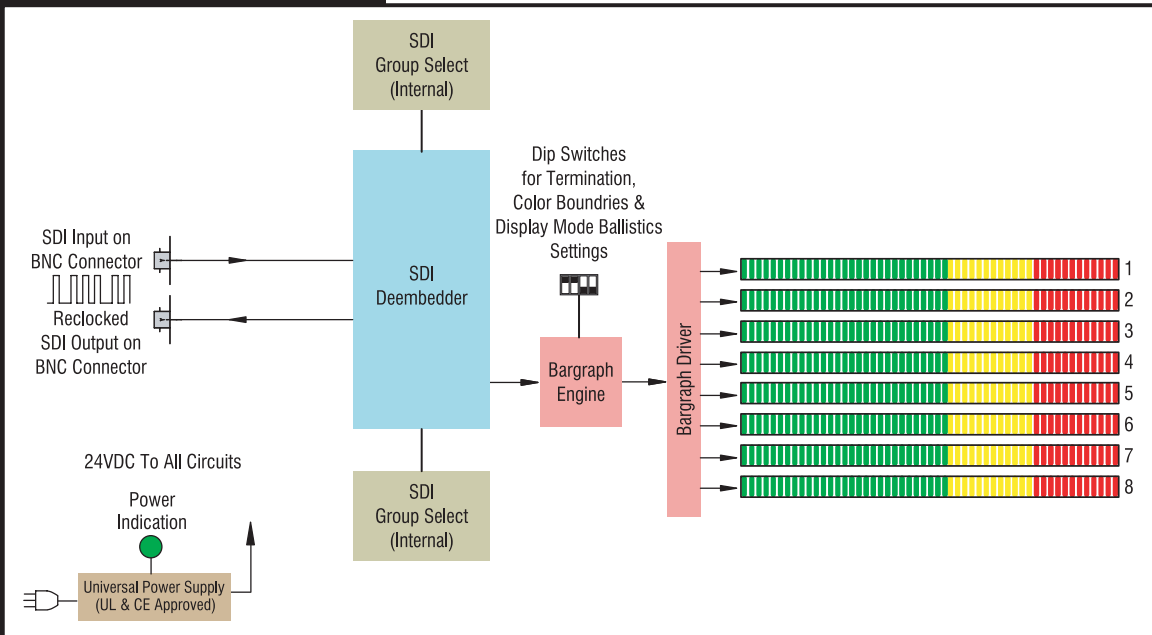 SDI
Group Select
(Internal)
Dip Switches
for Termination,
Color Boundries &
Display Mode Ballistics
Settings
SDI Input on
BNC Connector
Reclocked
SDI Output on
BNC Connector
SDI
Deembedder
Bargraph
Engine
Bargraph Driver
1
2
3
4
5
6
7
8
SDI
Group Select
(Internal)
24VDC To All Circuits
Power
Indication
Universal Power Supply
(UL & CE Approved)